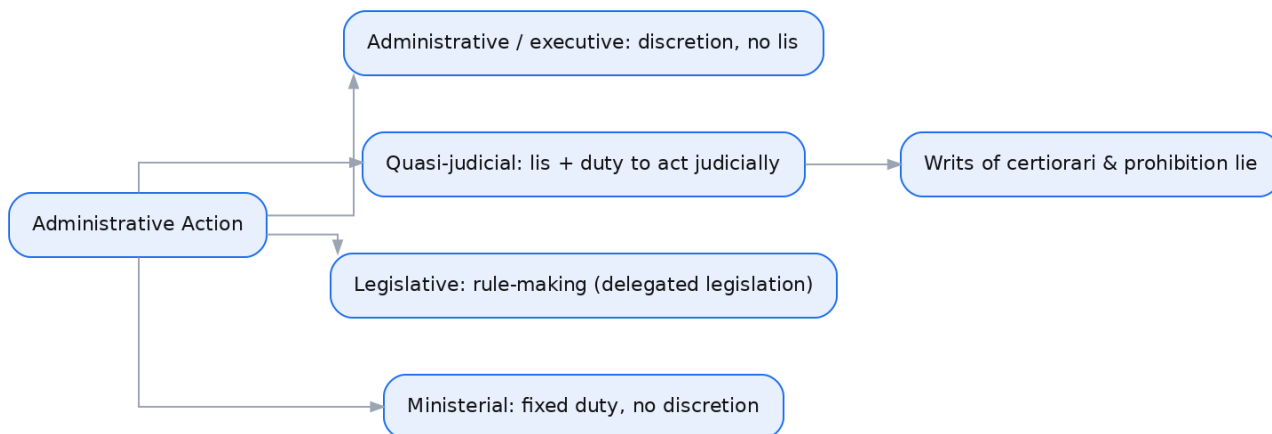 Administrative / executive: discretion, no lis
Quasi-judicial: lis + duty to act judicially
Writs of certiorari & prohibition lie
Administrative Action
Legislative: rule-making (delegated legislation)
Ministerial: fixed duty, no discretion